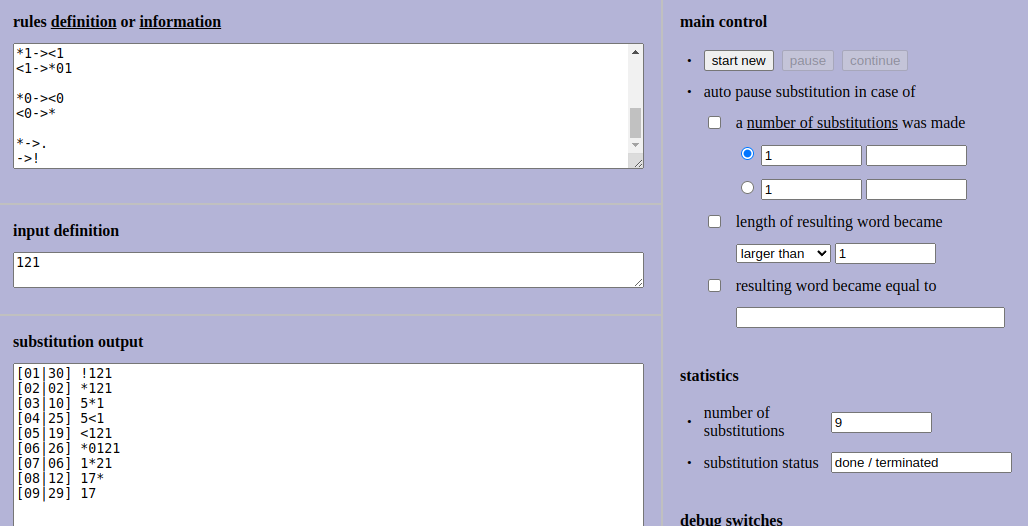 rules definition or information
*1-><1
<1->*01

*0-><0
<0->*

*->.
->!
input definition
121
substitution output
[01|30] !121
[02|02] *121
[03|10] 5*1
[04|25] 5<1
[05|19] <121
[06|26] *0121
[07|06] 1*21
[08|12] 17*
[09|29] 17
main control
• start new pause continue
• auto pause substitution in case of
a number of substitutions was made
1
1
length of resulting word became
larger than 1
resulting word became equal to
statistics
• number of
substitutions 9
• substitution status done / terminated
debug switches